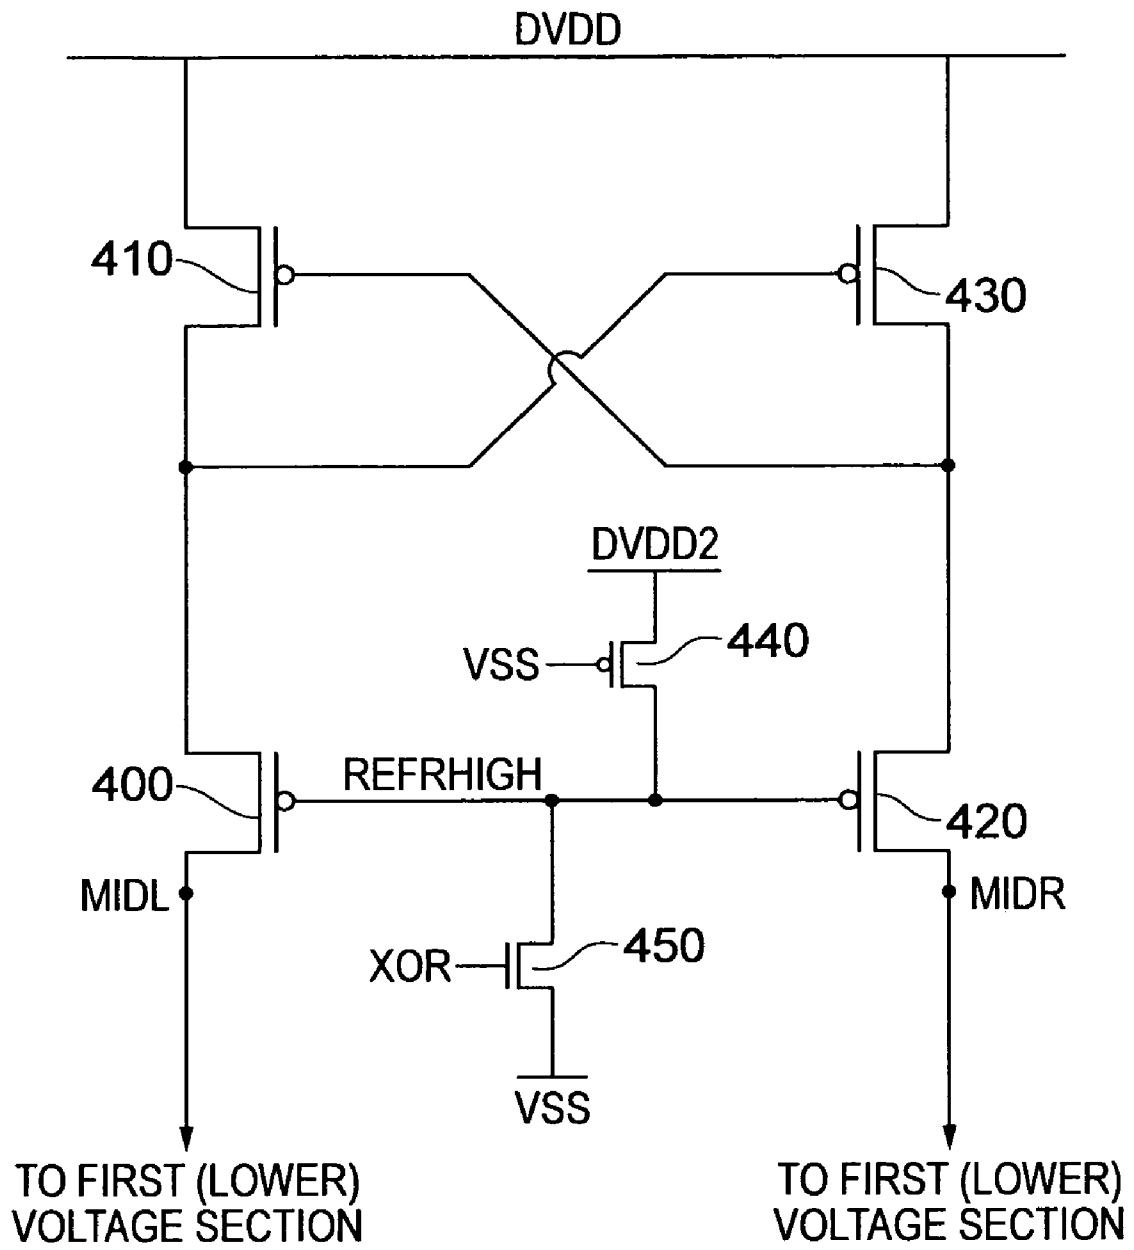 DVDD
410
430
DVDD2
VSS
440
400
REFRHIGH
420
MIDL
MIDR
XOR
450
VSS
TO FIRST (LOWER)
VOLTAGE SECTION
TO FIRST (LOWER)
VOLTAGE SECTION